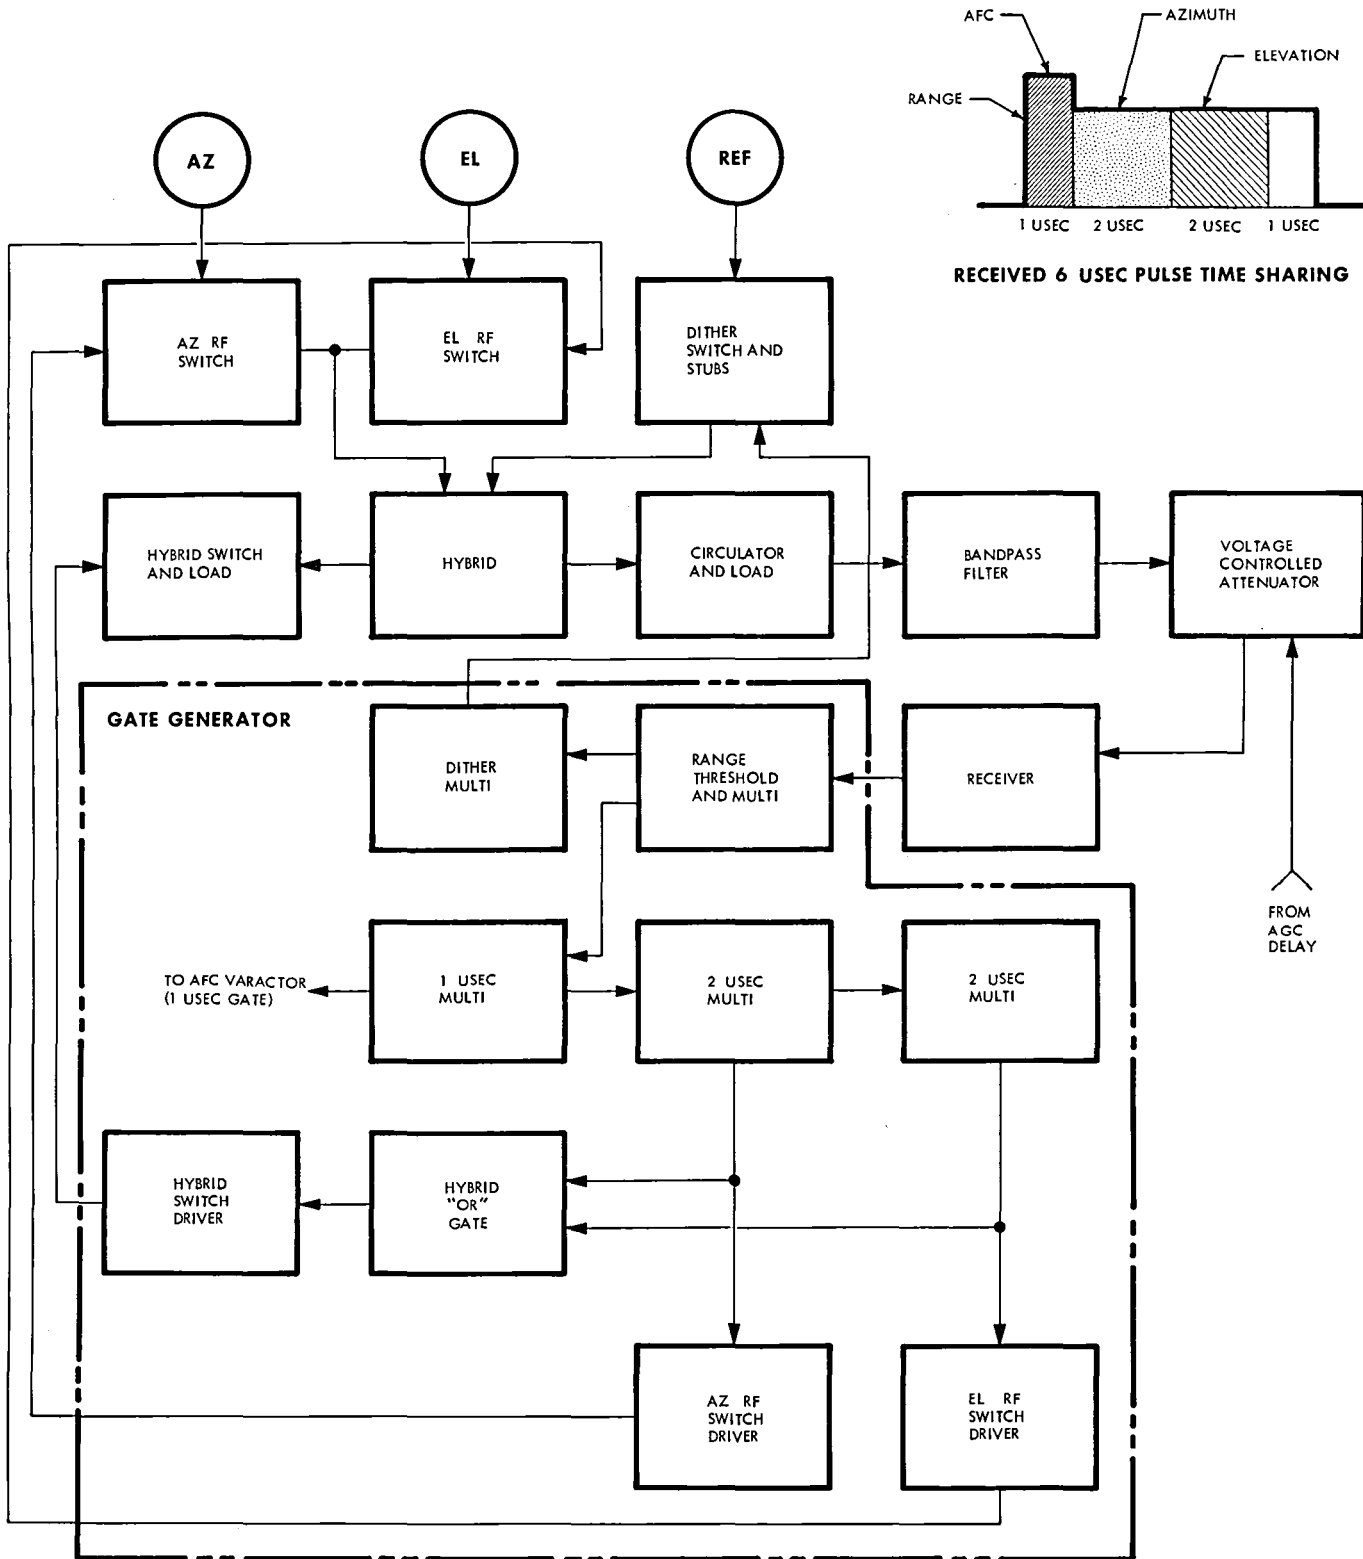 AFC
AZIMUTH
ELEVATION
RANGE
1 USEC 2 USEC 2 USEC 1 USEC
RECEIVED 6 USEC PULSE TIME SHARING
AZ
EL
REF
AZ RF
SWITCH
EL RF
SWITCH
DITHER
SWITCH AND
STUBS
HYBRID SWITCH
AND LOAD
HYBRID
CIRCULATOR
AND LOAD
BANDPASS
FILTER
VOLTAGE
CONTROLLED
ATTENUATOR
GATE GENERATOR
DITHER
MULTI
RANGE
THRESHOLD
AND MULTI
RECEIVER
FROM
AGC
DELAY
TO AFC VARACTOR
(1 USEC GATE)
1 USEC
MULTI
2 USEC
MULTI
2 USEC
MULTI
HYBRID
SWITCH
DRIVER
HYBRID
"OR"
GATE
AZ RF
SWITCH
DRIVER
EL RF
SWITCH
DRIVER